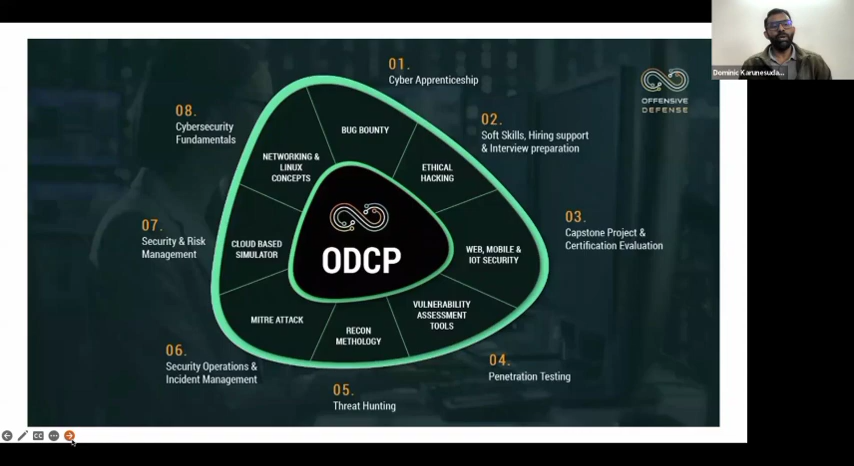 01.
Cyber Apprenticeship
Dominic Karunesuda...
OFFENSIVE
DEFENSE
08.
Cybersecurity
Fundamentals
BUG BOUNTY
02.
Soft Skills, Hiring support
& Interview preparation
NETWORKING &
LINUX
CONCEPTS
ETHICAL
HACKING
07.
Security & Risk
Management
03.
Capstone Project &
Certification Evaluation
CLOUD BASED
SIMULATOR
ODCP
WEB, MOBILE &
IOT SECURITY
MITRE ATTACK
RECON
METHOLOGY
VULNERABILITY
ASSESSMENT
TOOLS
06.
Security Operations &
Incident Management
04.
Penetration Testing
05.
Threat Hunting
CC